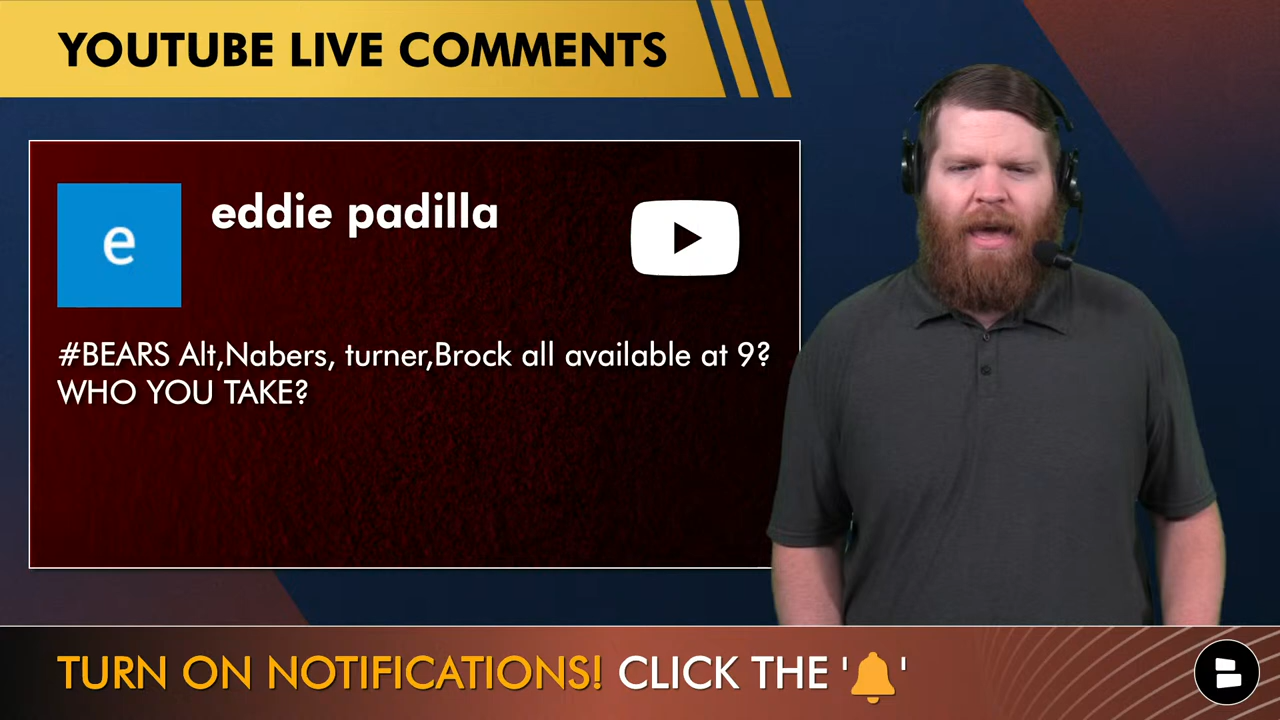 YOUTUBE LIVE COMMENTS
e
eddie padilla
#BEARS Alt,Nabers, turner,Brock all available at 9?
WHO YOU TAKE?
TURN ON NOTIFICATIONS! CLICK THE ' '